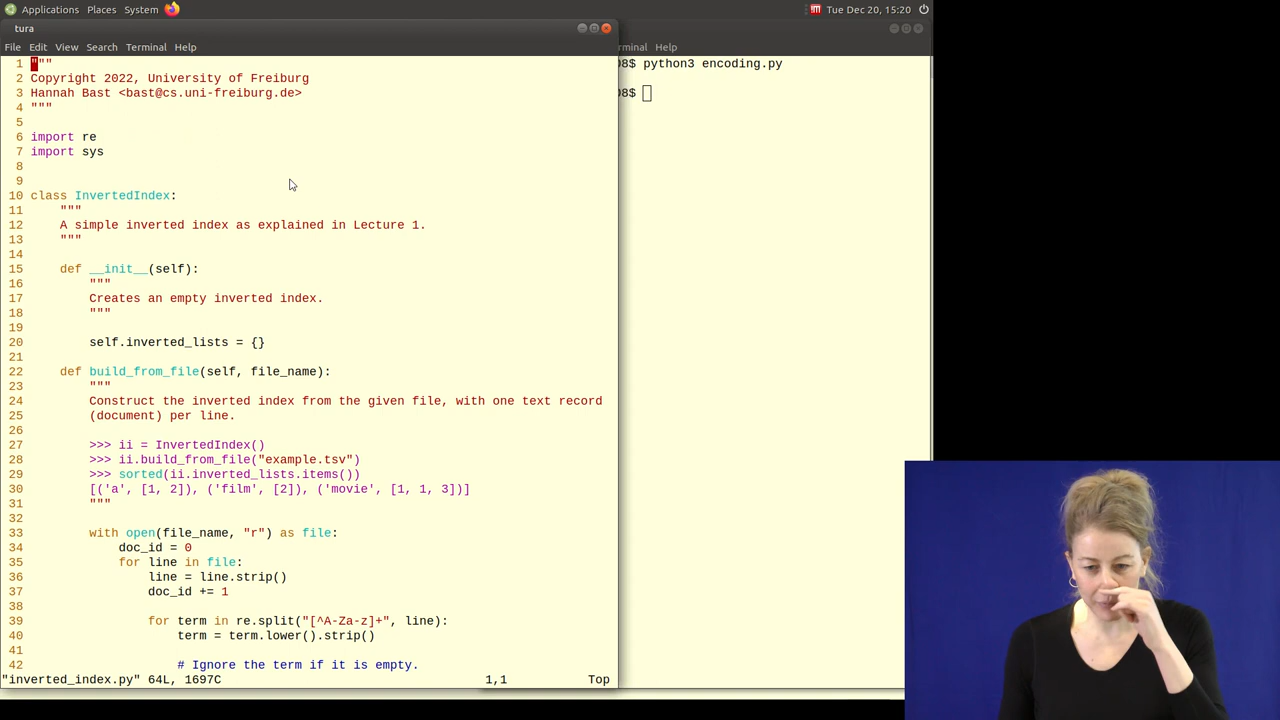 Applications Places System Tue Dec 20, 15:20
tura
File Edit View Search Terminal Help
1 """
2 Copyright 2022, University of Freiburg
3 Hannah Bast <bast@cs.uni-freiburg.de>
4 """
5
6 import re
7 import sys
8
9
10 class InvertedIndex:
11     """
12     A simple inverted index as explained in Lecture 1.
13     """
14
15     def __init__(self):
16         """
17         Creates an empty inverted index.
18         """
19
20         self.inverted_lists = {}
21
22     def build_from_file(self, file_name):
23         """
24         Construct the inverted index from the given file, with one text record
25         (document) per line.
26
27         >>> ii = InvertedIndex()
28         >>> ii.build_from_file("example.tsv")
29         >>> sorted(ii.inverted_lists.items())
30         [('a', [1, 2]), ('film', [2]), ('movie', [1, 1, 3])]
31         """
32
33         with open(file_name, "r") as file:
34             doc_id = 0
35             for line in file:
36                 line = line.strip()
37                 doc_id += 1
38
39                 for term in re.split("[^A-Za-z]+", line):
40                     term = term.lower().strip()
41
42                     # Ignore the term if it is empty.
"inverted_index.py" 64L, 1697C 1,1 Top
rminal Help
08$ python3 encoding.py
08$